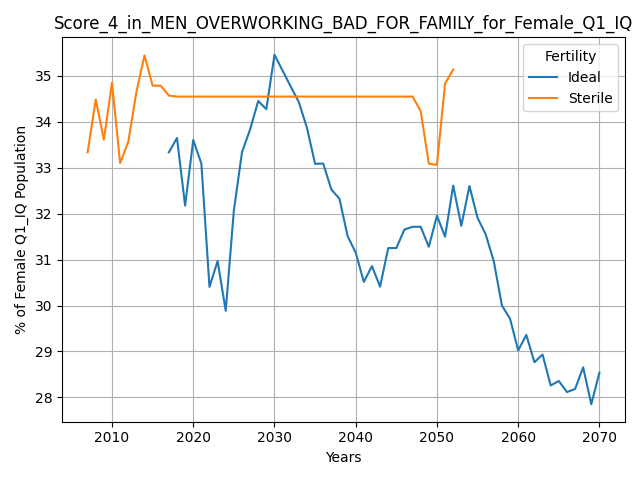 Score_4_in_MEN_OVERWORKING_BAD_FOR_FAMILY_for_Female_Q1_IQ
Fertility
Ideal
Sterile
% of Female Q1_IQ Population
35
34
33
32
31
30
29
28
2010 2020 2030 2040 2050 2060 2070
Years